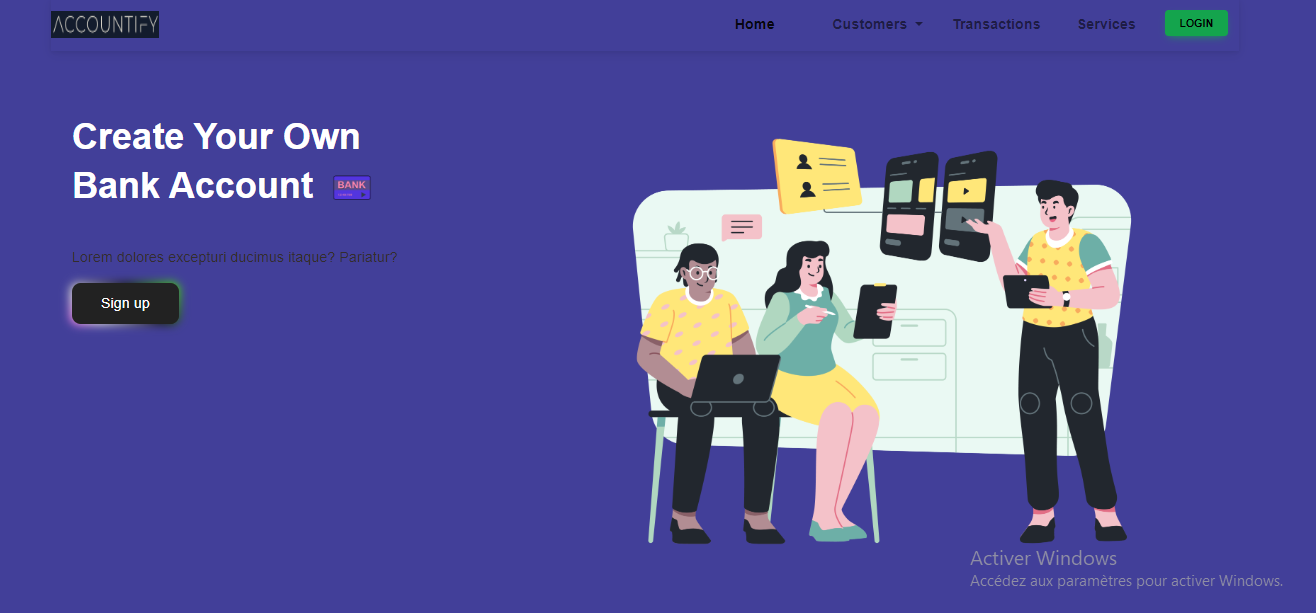 ACCOUNTIFY
Home
Customers
Transactions
Services
LOGIN
Create Your Own
Bank Account
BANK
Lorem dolores excepturi ducimus itaque? Pariatur?
Sign up
Activer Windows
Accédez aux paramètres pour activer Windows.